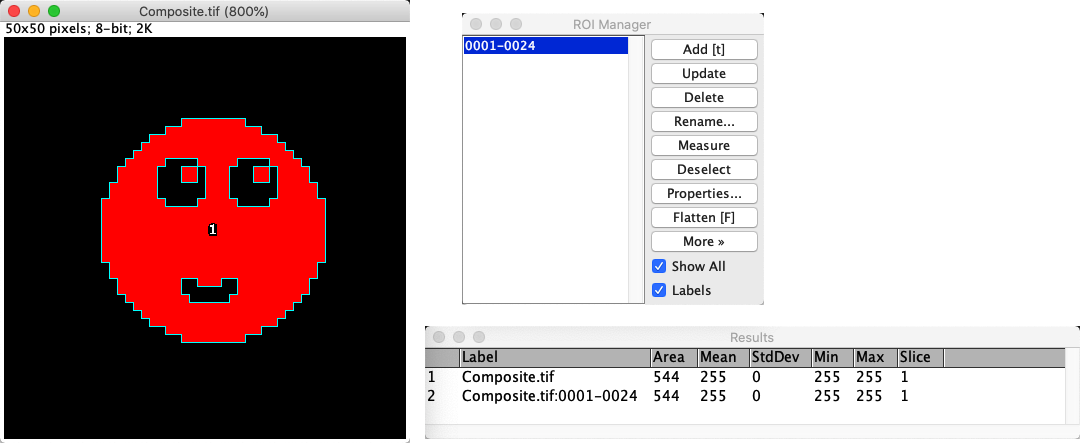 Composite.tif (800%)
50x50 pixels; 8-bit; 2K
1
ROI Manager
0001-0024
Add [t]
Update
Delete
Rename...
Measure
Deselect
Properties...
Flatten [F]
More »
Show All
Labels
Results
Label Area Mean StdDev Min Max Slice
1 Composite.tif 544 255 0 255 255 1
2 Composite.tif:0001-0024 544 255 0 255 255 1